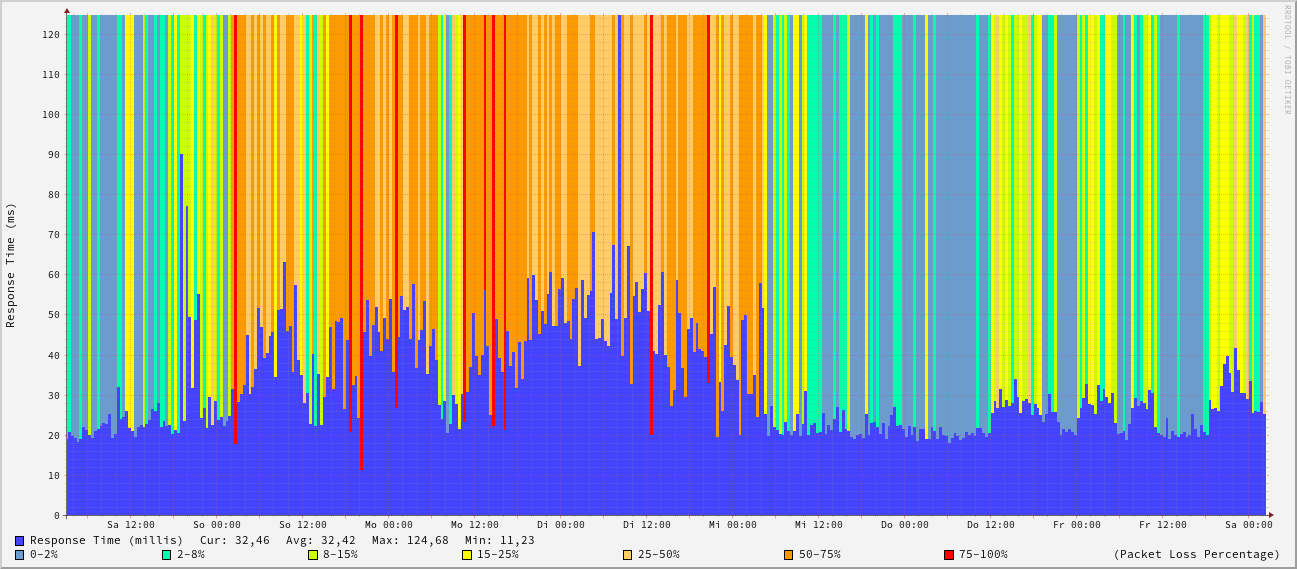 RRDTOOL / TOBI OETIKER
Response Time (ms)
120
110
100
90
80
70
60
50
40
30
20
10
0
Sa 12:00 So 00:00 So 12:00 Mo 00:00 Mo 12:00 Di 00:00 Di 12:00 Mi 00:00 Mi 12:00 Do 00:00 Do 12:00 Fr 00:00 Fr 12:00 Sa 00:00
Response Time (millis) Cur: 32,46 Avg: 32,42 Max: 124,68 Min: 11,23
0-2% 2-8% 8-15% 15-25% 25-50% 50-75% 75-100% (Packet Loss Percentage)